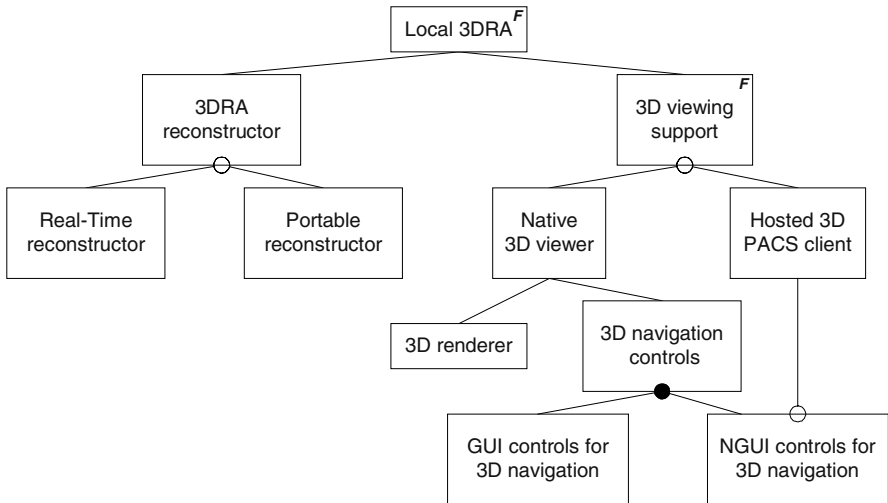 Local 3DRA F
3DRA
reconstructor
F
3D viewing
support
Real-Time
reconstructor
Portable
reconstructor
Native
3D viewer
Hosted 3D
PACS client
3D renderer
3D navigation
controls
GUI controls for
3D navigation
NGUI controls for
3D navigation